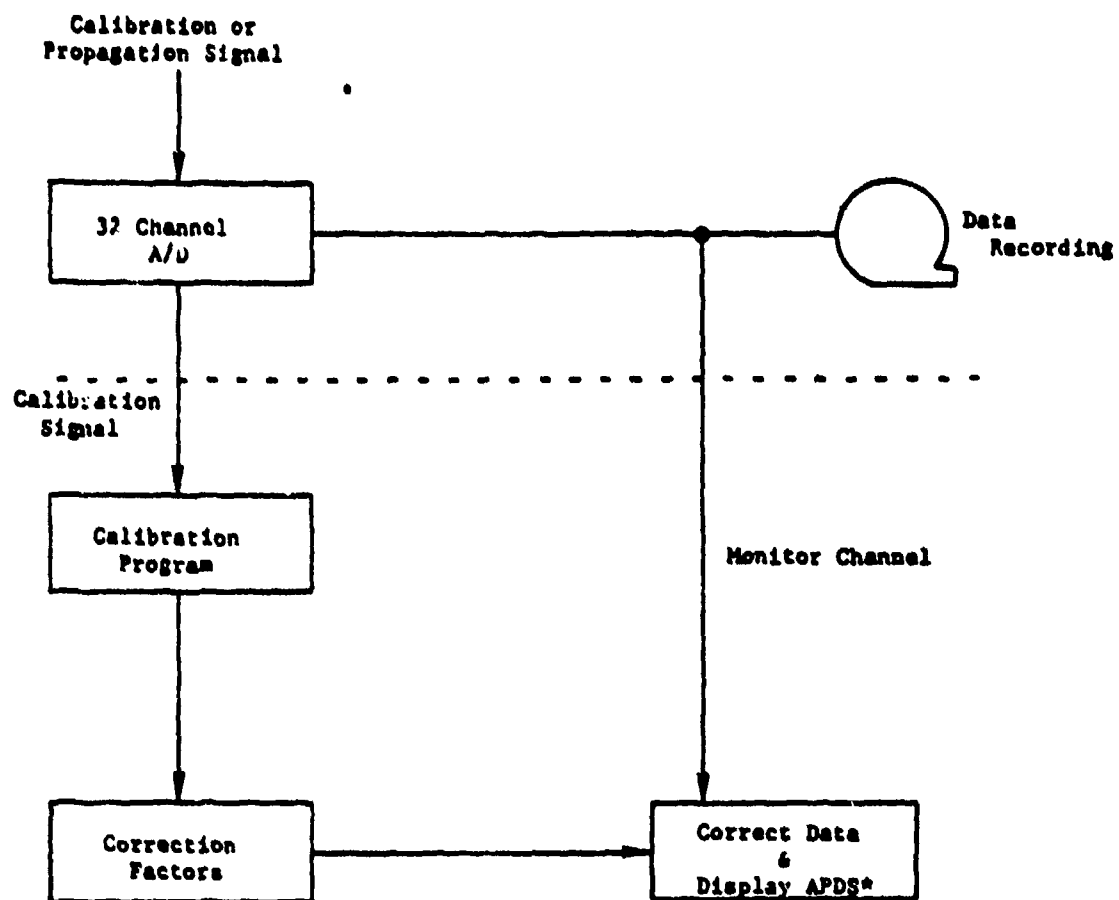 Calibration or
Propagation Signal
32 Channel
A/D
Data
Recording
Calibration
Signal
Calibration
Program
Monitor Channel
Correction
Factors
Correct Data
&
Display APDS*